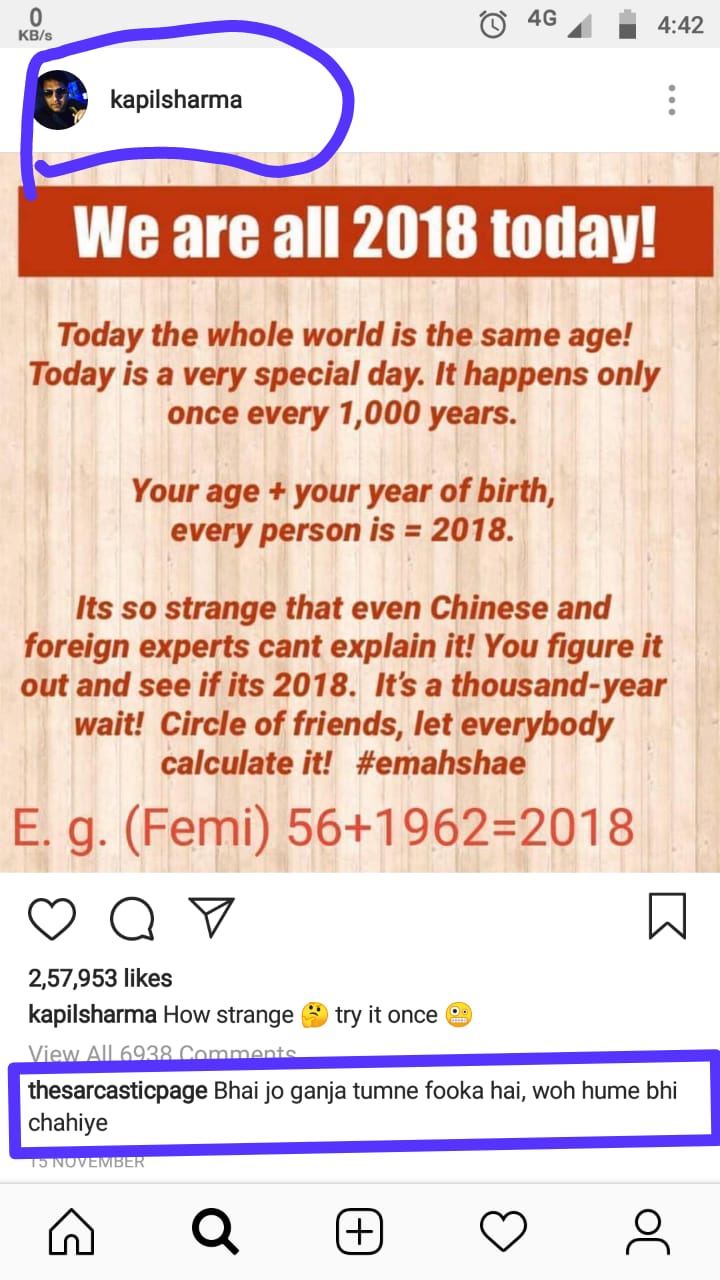 0
KB/s
4G
4:42
kapilsharma
We are all 2018 today!
Today the whole world is the same age!
Today is a very special day. It happens only
once every 1,000 years.
Your age + your year of birth,
every person is = 2018.
Its so strange that even Chinese and
foreign experts cant explain it! You figure it
out and see if its 2018. It's a thousand-year
wait! Circle of friends, let everybody
calculate it! #emahshae
E. g. (Femi) 56+1962=2018
2,57,953 likes
kapilsharma How strange 🤔 try it once 😬
View All 6938 Comments
thesarcasticpage Bhai jo ganja tumne fooka hai, woh hume bhi
chahiye
15 NOVEMBER